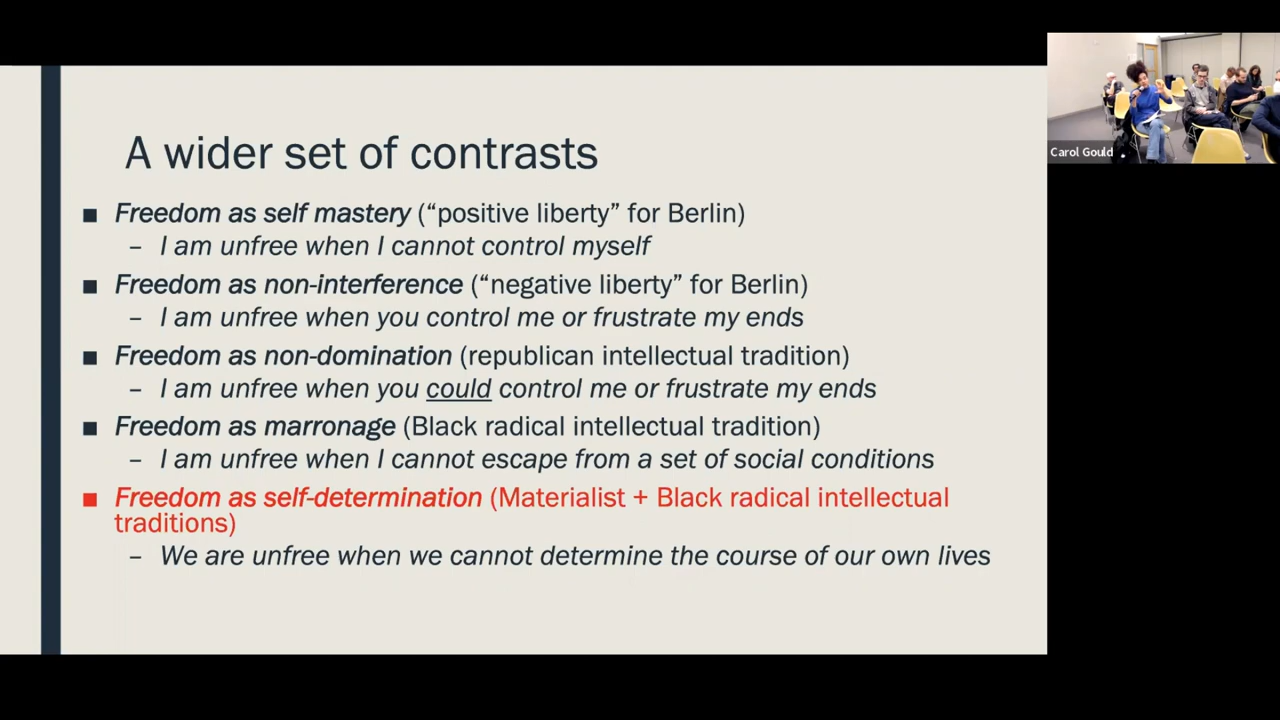 A wider set of contrasts
■ Freedom as self mastery (“positive liberty” for Berlin)
– I am unfree when I cannot control myself
■ Freedom as non-interference (“negative liberty” for Berlin)
– I am unfree when you control me or frustrate my ends
■ Freedom as non-domination (republican intellectual tradition)
– I am unfree when you could control me or frustrate my ends
■ Freedom as marronage (Black radical intellectual tradition)
– I am unfree when I cannot escape from a set of social conditions
■ Freedom as self-determination (Materialist + Black radical intellectual
traditions)
– We are unfree when we cannot determine the course of our own lives
Carol Gould